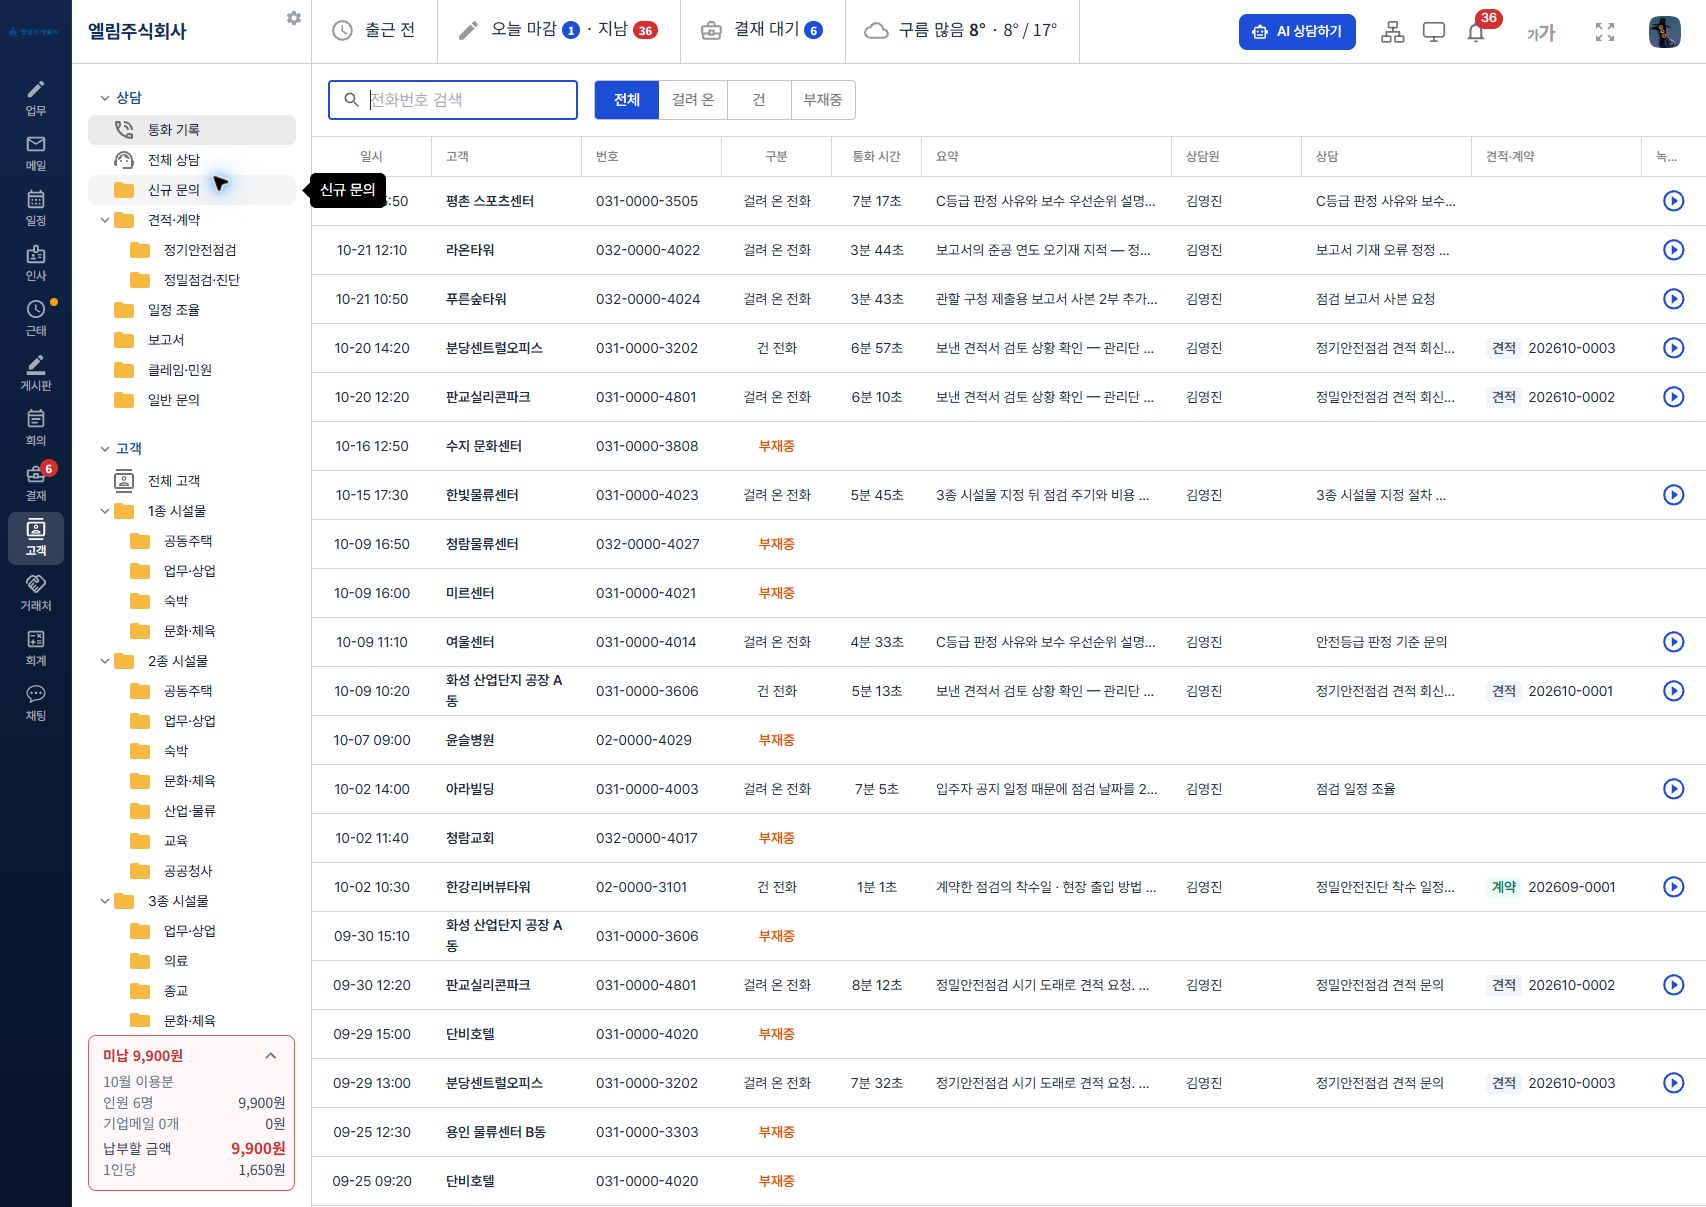 엘림주식회사
엘림주식회사
출근 전
오늘 마감 1 · 지남 36
결재 대기 6
구름 많음 8° · 8° / 17°
AI 상담하기
36
가가
업무
메일
일정
인사
근태
게시판
회의
6
결재
고객
거래처
회계
채팅
상담
통화 기록
전체 상담
신규 문의
견적·계약
정기안전점검
정밀점검·진단
일정 조율
보고서
클레임·민원
일반 문의
고객
전체 고객
1종 시설물
공동주택
업무·상업
숙박
문화·체육
2종 시설물
공동주택
업무·상업
숙박
문화·체육
산업·물류
교육
공공청사
3종 시설물
업무·상업
의료
종교
문화·체육
미납 9,900원
10월 이용분
인원 6명 9,900원
기업메일 0개 0원
납부할 금액 9,900원
1인당 1,650원
신규 문의
전화번호 검색
전체 걸려 온 건 부재중
일시 고객 번호 구분 통화 시간 요약 상담원 상담 견적·계약 녹...
:50 평촌 스포츠센터 031-0000-3505 걸려 온 전화 7분 17초 C등급 판정 사유와 보수 우선순위 설명... 김영진 C등급 판정 사유와 보수...
10-21 12:10 라온타워 032-0000-4022 걸려 온 전화 3분 44초 보고서의 준공 연도 오기재 지적 — 정... 김영진 보고서 기재 오류 정정 ...
10-21 10:50 푸른숲타워 032-0000-4024 걸려 온 전화 3분 43초 관할 구청 제출용 보고서 사본 2부 추가... 김영진 점검 보고서 사본 요청
10-20 14:20 분당센트럴오피스 031-0000-3202 건 전화 6분 57초 보낸 견적서 검토 상황 확인 — 관리단 ... 김영진 정기안전점검 견적 회신... 견적 202610-0003
10-20 12:20 판교실리콘파크 031-0000-4801 걸려 온 전화 6분 10초 보낸 견적서 검토 상황 확인 — 관리단 ... 김영진 정밀안전점검 견적 회신... 견적 202610-0002
10-16 12:50 수지 문화센터 031-0000-3808 부재중
10-15 17:30 한빛물류센터 031-0000-4023 걸려 온 전화 5분 45초 3종 시설물 지정 뒤 점검 주기와 비용 ... 김영진 3종 시설물 지정 절차 ...
10-09 16:50 청람물류센터 032-0000-4027 부재중
10-09 16:00 미르센터 031-0000-4021 부재중
10-09 11:10 여울센터 031-0000-4014 걸려 온 전화 4분 33초 C등급 판정 사유와 보수 우선순위 설명... 김영진 안전등급 판정 기준 문의
10-09 10:20 화성 산업단지 공장 A동 031-0000-3606 건 전화 5분 13초 보낸 견적서 검토 상황 확인 — 관리단 ... 김영진 정기안전점검 견적 회신... 견적 202610-0001
10-07 09:00 윤슬병원 02-0000-4029 부재중
10-02 14:00 아라빌딩 031-0000-4003 걸려 온 전화 7분 5초 입주자 공지 일정 때문에 점검 날짜를 2... 김영진 점검 일정 조율
10-02 11:40 청람교회 032-0000-4017 부재중
10-02 10:30 한강리버뷰타워 02-0000-3101 건 전화 1분 1초 계약한 점검의 착수일 · 현장 출입 방법 ... 김영진 정밀안전진단 착수 일정... 계약 202609-0001
09-30 15:10 화성 산업단지 공장 A동 031-0000-3606 부재중
09-30 12:20 판교실리콘파크 031-0000-4801 걸려 온 전화 8분 12초 정밀안전점검 시기 도래로 견적 요청. ... 김영진 정밀안전점검 견적 문의 견적 202610-0002
09-29 15:00 단비호텔 031-0000-4020 부재중
09-29 13:00 분당센트럴오피스 031-0000-3202 걸려 온 전화 7분 32초 정기안전점검 시기 도래로 견적 요청. ... 김영진 정기안전점검 견적 문의 견적 202610-0003
09-25 12:30 용인 물류센터 B동 031-0000-3303 부재중
09-25 09:20 단비호텔 031-0000-4020 부재중